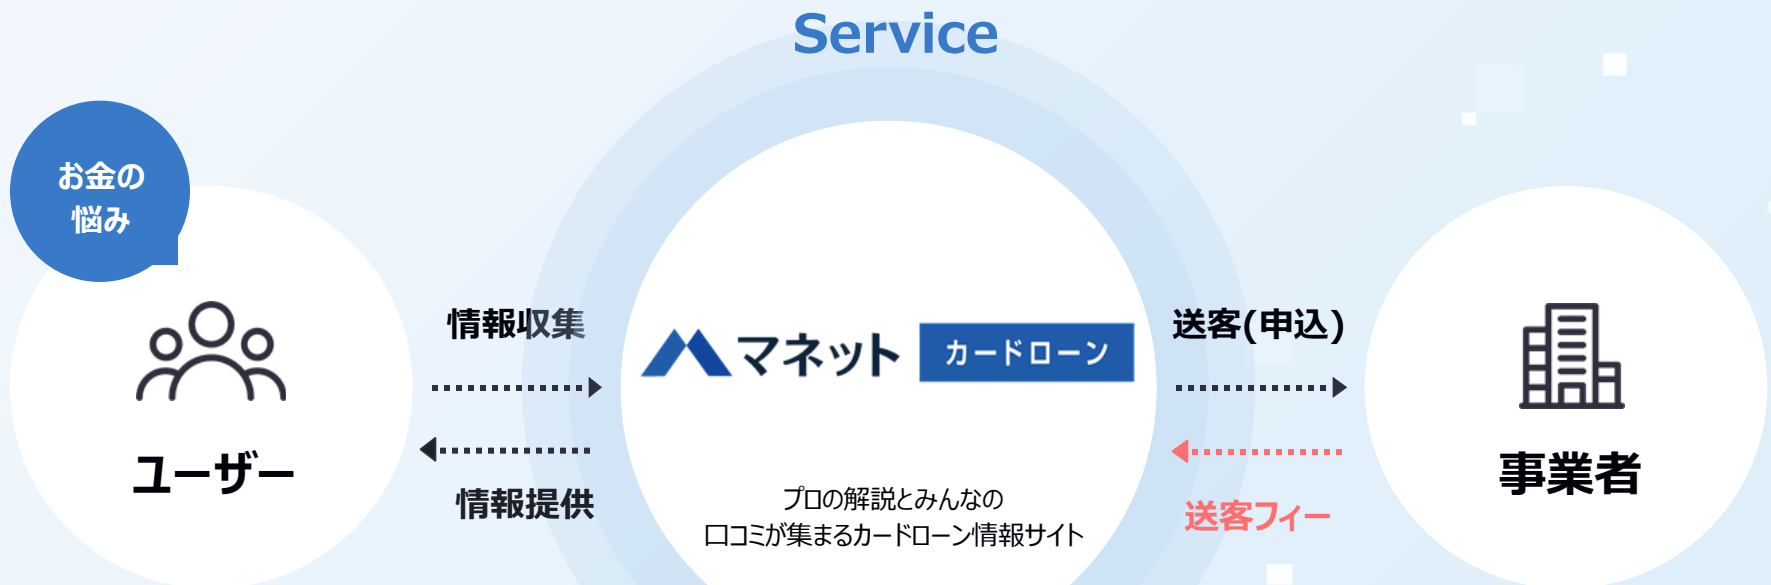 Service
お金の
悩み
ユーザー
情報収集
情報提供
マネット カードローン
プロの解説とみんなの
口コミが集まるカードローン情報サイト
送客(申込)
送客フィー
事業者